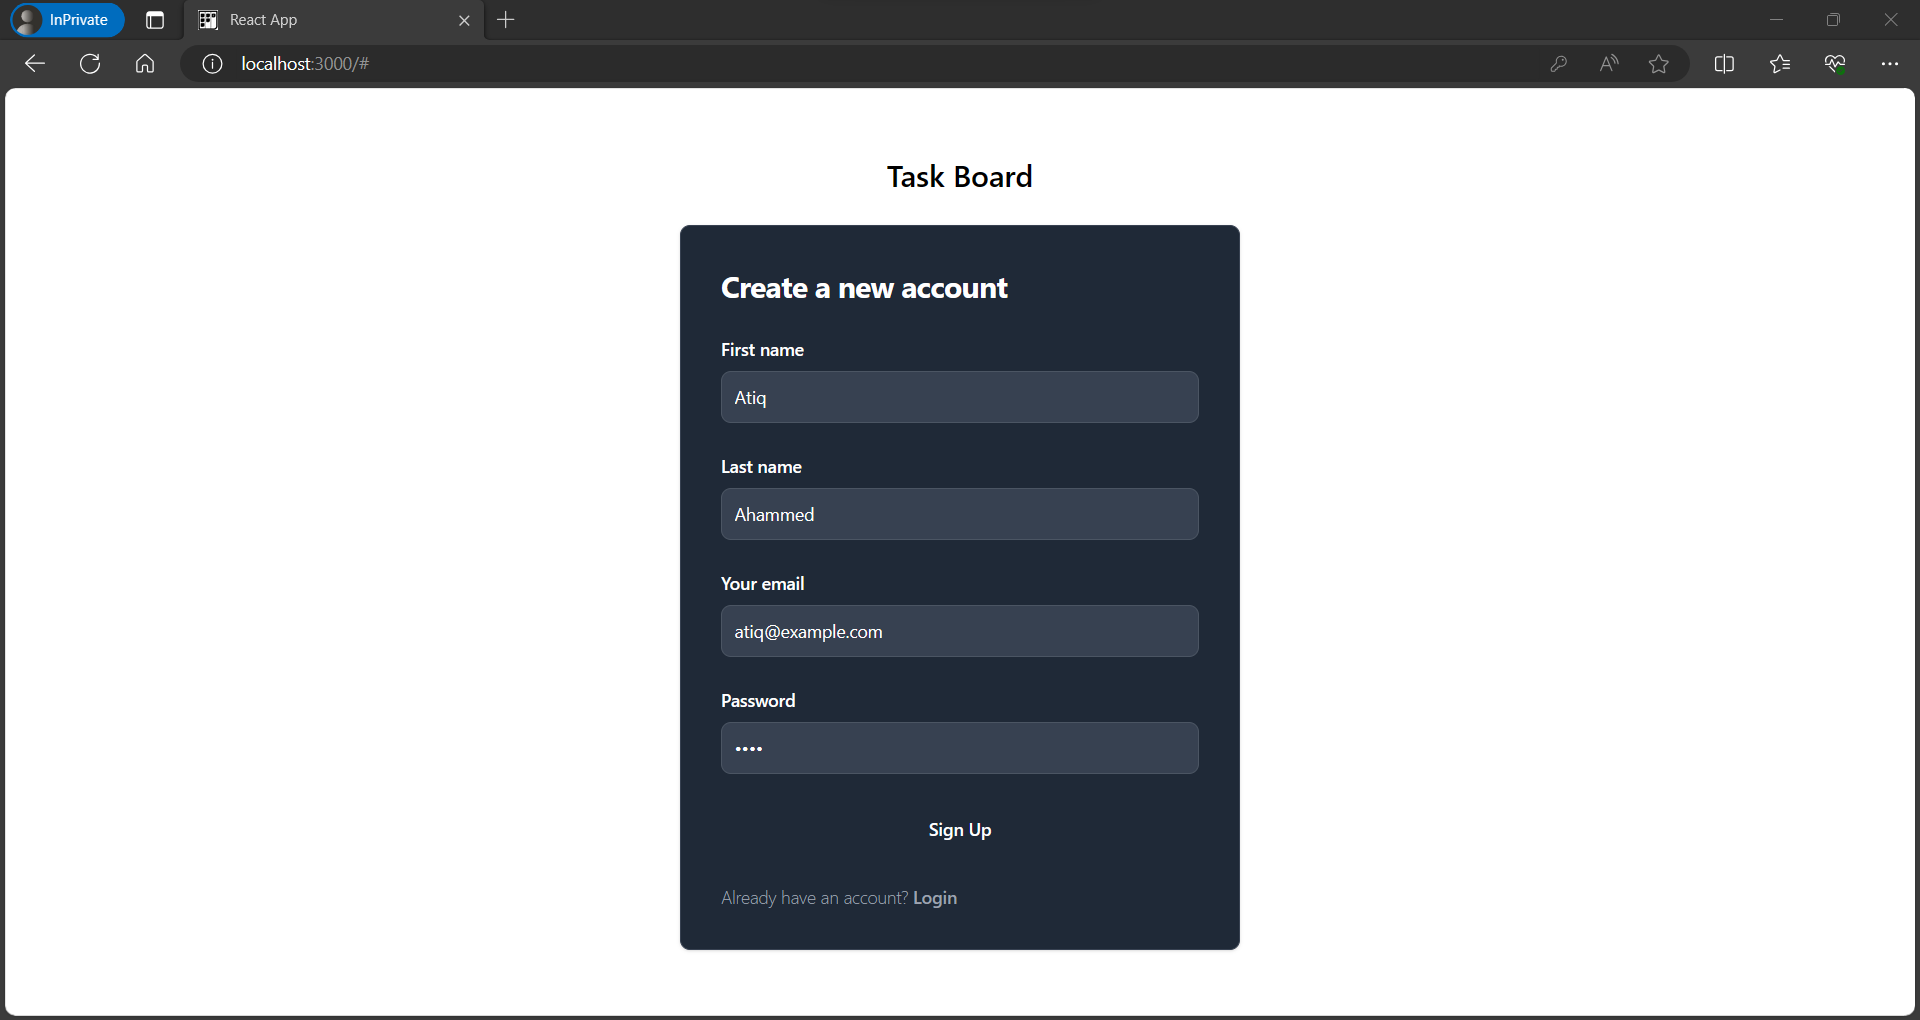 InPrivate
React App
localhost:3000/#
Task Board
Create a new account
First name
Atiq
Last name
Ahammed
Your email
atiq@example.com
Password
••••
Sign Up
Already have an account? Login